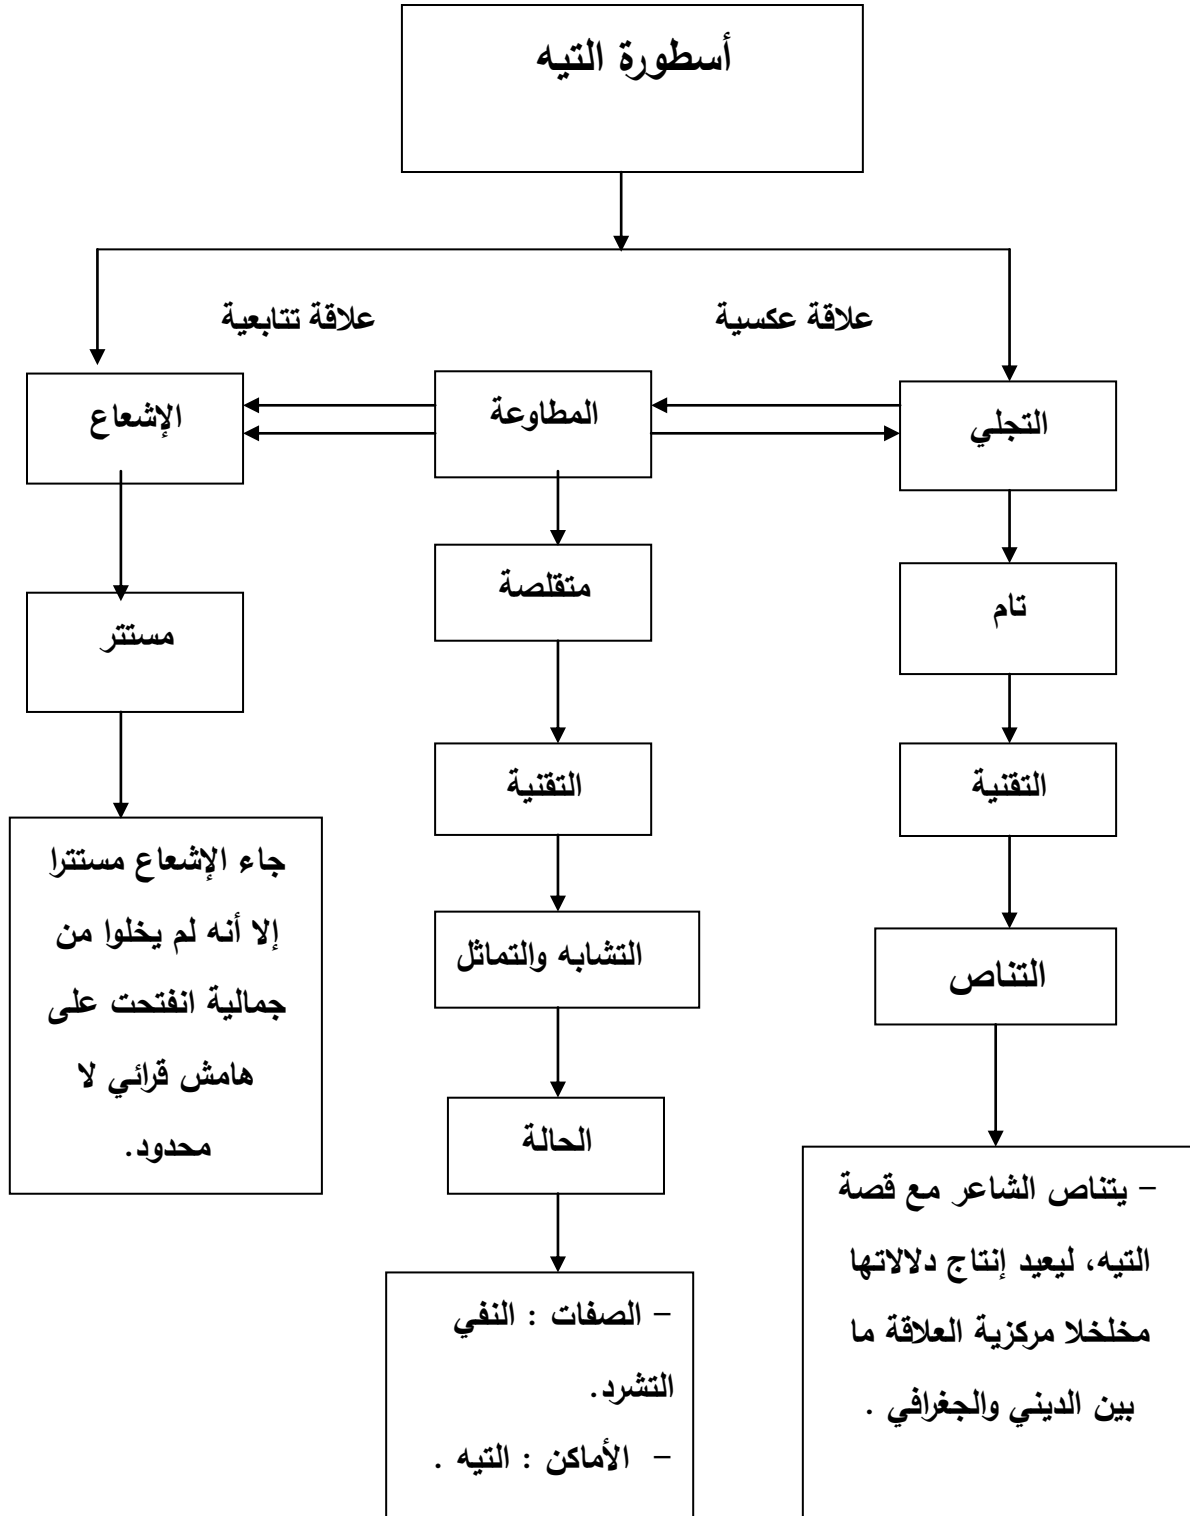 أسطورة التيه
علاقة عكسية
علاقة تتابعية
التجلي
المطاوعة
الإشعاع
تام
متقلصة
مستتر
التقنية
التقنية
التناص
التشابه والتماثل
الحالة
جاء الإشعاع مستترا
إلا أنه لم يخلوا من
جمالية انفتحت على
هامش قرائي لا
محدود.
– يتناص الشاعر مع قصة
التيه، ليعيد إنتاج دلالاتها
مخلخلا مركزية العلاقة ما
بين الديني والجغرافي .
– الصفات : النفي
التشرد.
– الأماكن : التيه .